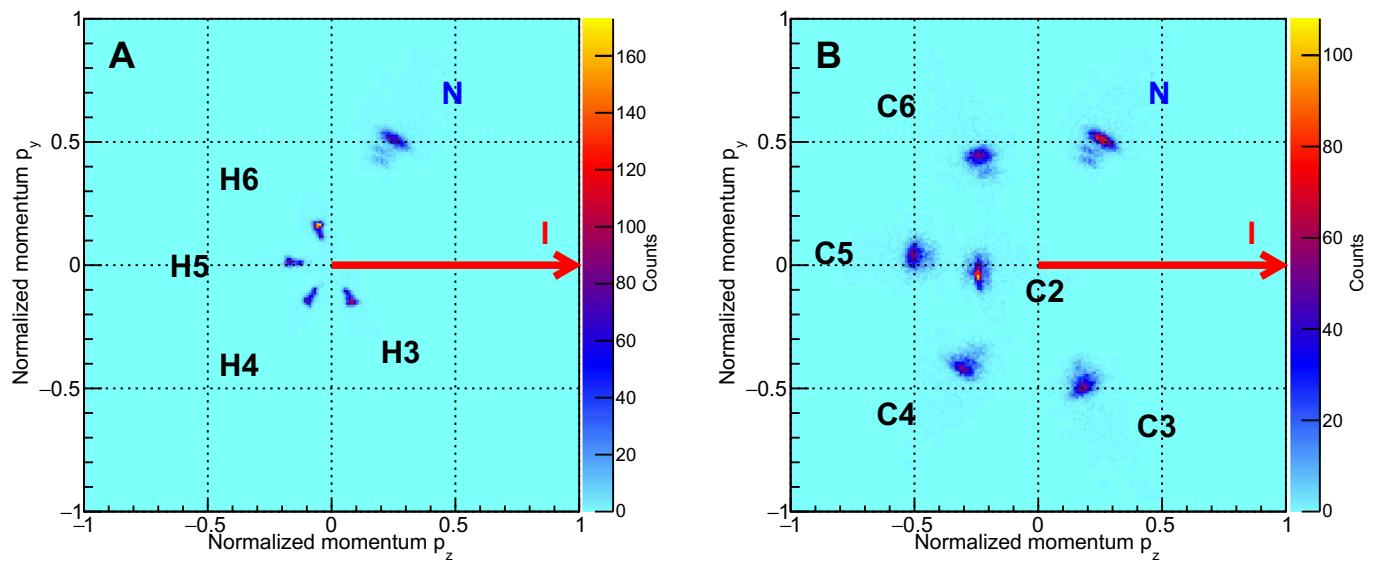 A
N
H6
I
H5
H4
H3
1
0.5
0
−0.5
−1
−1
−0.5
0
0.5
1
Normalized momentum p_y
Normalized momentum p_z
160
140
120
100
80
60
40
20
0
Counts
B
C6
N
I
C5
C2
C4
C3
1
0.5
0
−0.5
−1
−1
−0.5
0
0.5
1
Normalized momentum p_y
Normalized momentum p_z
100
80
60
40
20
0
Counts